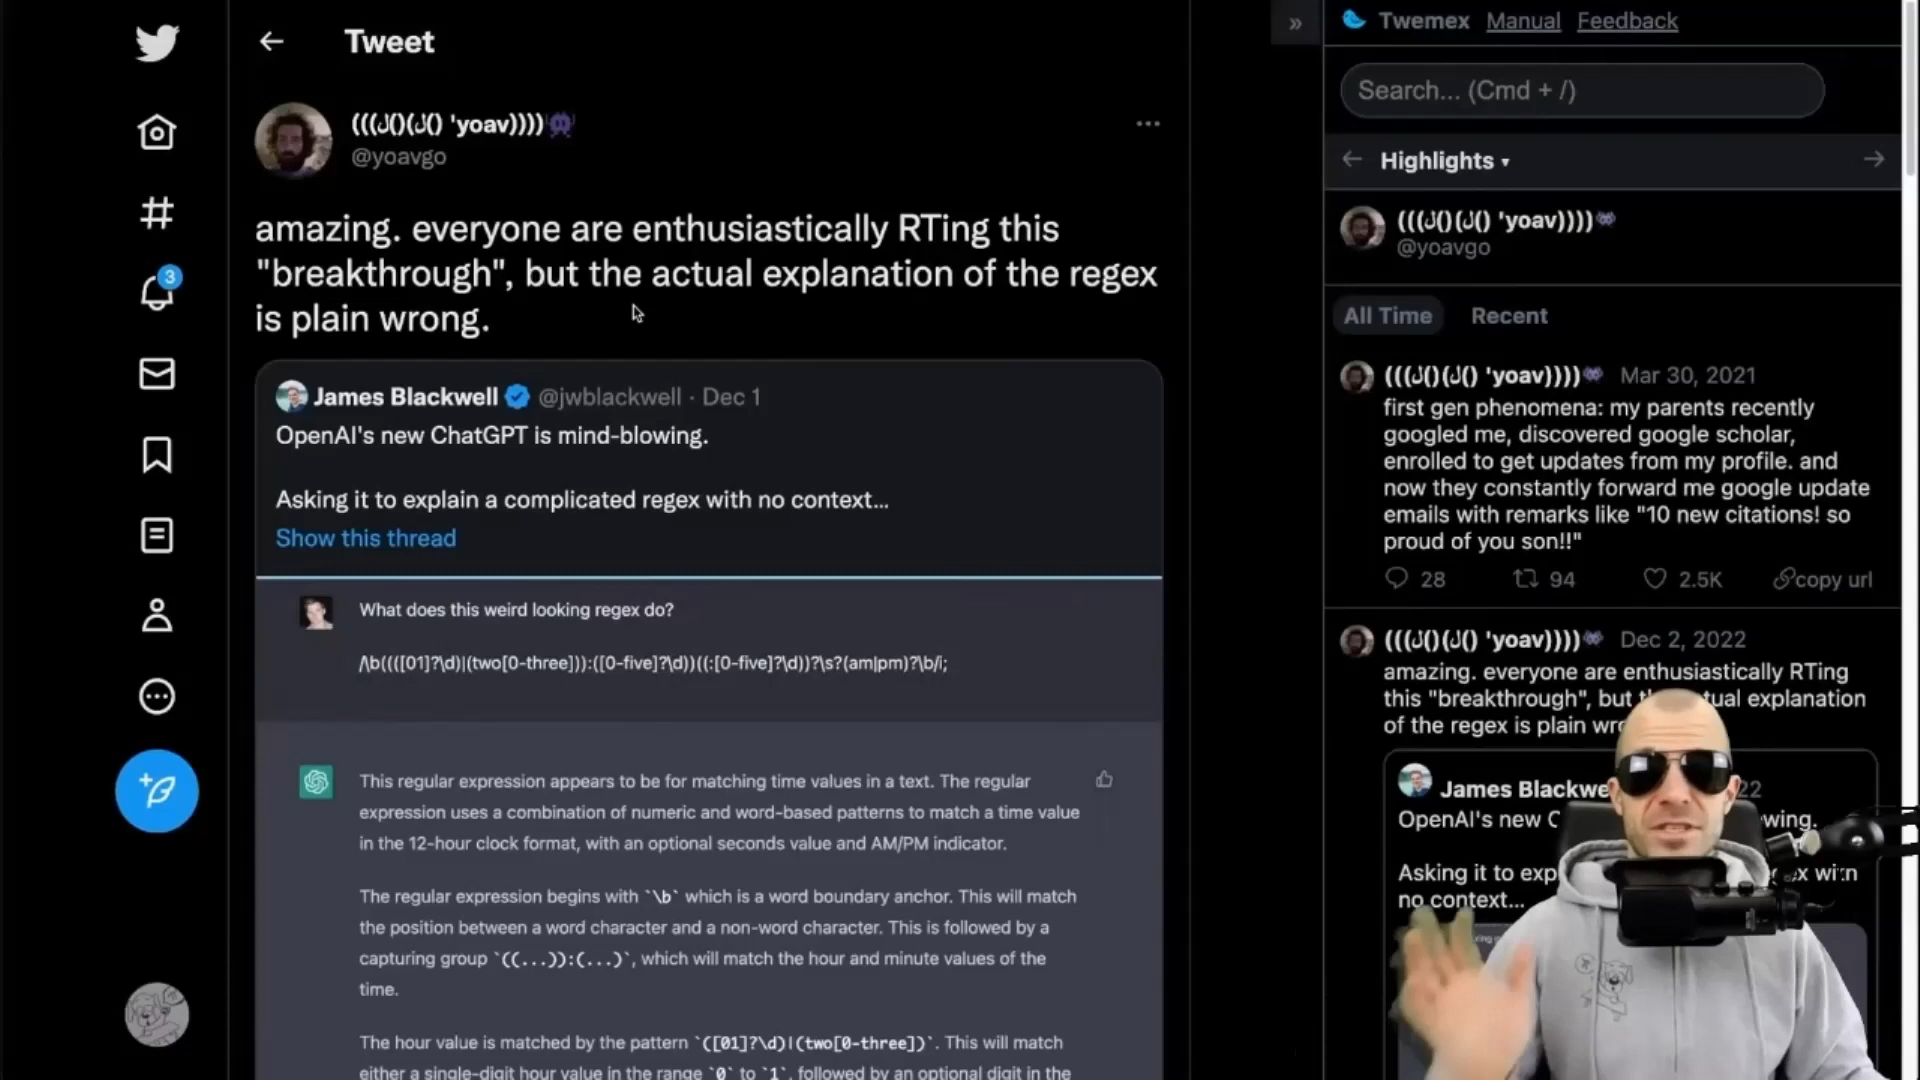 Tweet
(((ل()(ل() 'yoav))))👾
@yoavgo
amazing. everyone are enthusiastically RTing this
"breakthrough", but the actual explanation of the regex
is plain wrong.
James Blackwell @jwblackwell · Dec 1
OpenAI's new ChatGPT is mind-blowing.
Asking it to explain a complicated regex with no context...
Show this thread
What does this weird looking regex do?
/\b((([01]?\d)|(two[0-three])):([0-five]?\d))((:[0-five]?\d))?\s?(am|pm)?\b/i;
This regular expression appears to be for matching time values in a text. The regular
expression uses a combination of numeric and word-based patterns to match a time value
in the 12-hour clock format, with an optional seconds value and AM/PM indicator.
The regular expression begins with `\b` which is a word boundary anchor. This will match
the position between a word character and a non-word character. This is followed by a
capturing group `((...)):(...)`, which will match the hour and minute values of the
time.
The hour value is matched by the pattern `([01]?\d)|(two[0-three])`. This will match
either a single-digit hour value in the range `0` to `1`, followed by an optional digit in the
3
»
Twemex Manual Feedback
Search... (Cmd + /)
Highlights ▾
(((ل()(ل() 'yoav))))👾
@yoavgo
All Time Recent
(((ل()(ل() 'yoav))))👾 Mar 30, 2021
first gen phenomena: my parents recently
googled me, discovered google scholar,
enrolled to get updates from my profile. and
now they constantly forward me google update
emails with remarks like "10 new citations! so
proud of you son!!"
28 94 2.5K copy url
(((ل()(ل() 'yoav))))👾 Dec 2, 2022
amazing. everyone are enthusiastically RTing
this "breakthrough", but explanation
of the regex is plain
James
OpenAI's new
Asking it to
no context...